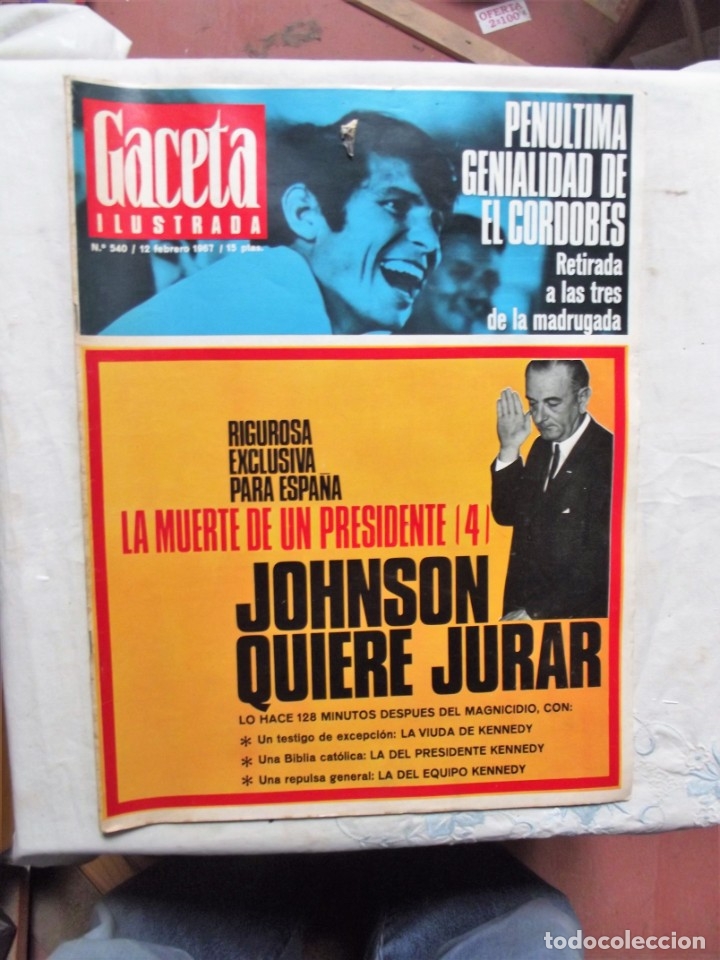 OFERTA
2x100'-
Gaceta
ILUSTRADA
N.º 540 / 12 febrero 1967 / 15 ptas.
PENULTIMA
GENIALIDAD DE
EL CORDOBES
Retirada
a las tres
de la madrugada
RIGUROSA
EXCLUSIVA
PARA ESPAÑA
LA MUERTE DE UN PRESIDENTE (4)
JOHNSON
QUIERE JURAR
LO HACE 128 MINUTOS DESPUES DEL MAGNICIDIO, CON:
* Un testigo de excepción: LA VIUDA DE KENNEDY
* Una Biblia católica: LA DEL PRESIDENTE KENNEDY
* Una repulsa general: LA DEL EQUIPO KENNEDY
todocoleccion.net